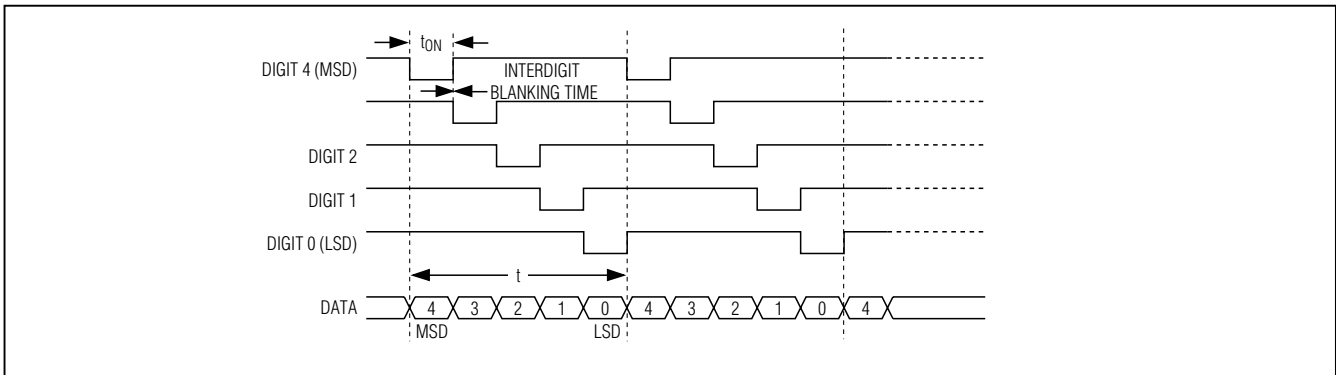 tON
DIGIT 4 (MSD)
INTERDIGIT
BLANKING TIME
DIGIT 2
DIGIT 1
DIGIT 0 (LSD)
t
DATA 4 3 2 1 0 4 3 2 1 0 4
MSD LSD